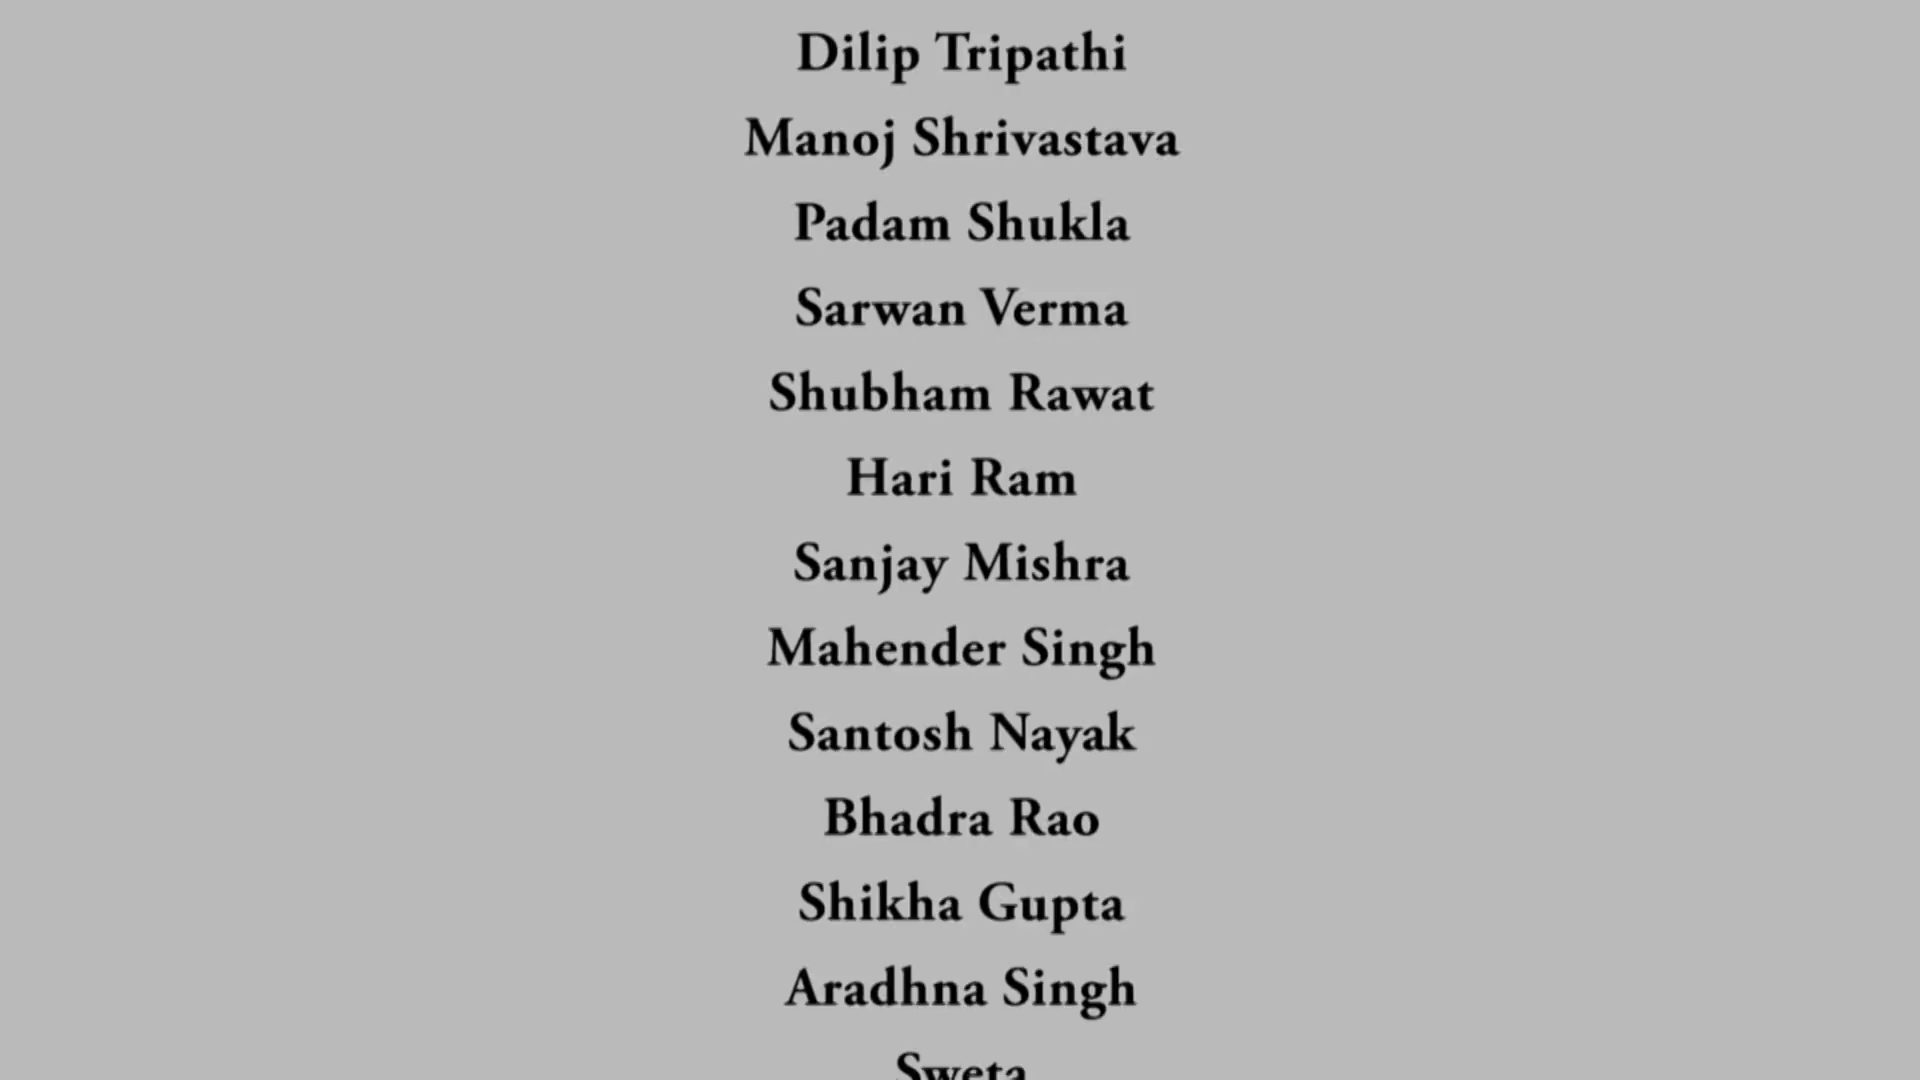 Dilip Tripathi
Manoj Shrivastava
Padam Shukla
Sarwan Verma
Shubham Rawat
Hari Ram
Sanjay Mishra
Mahender Singh
Santosh Nayak
Bhadra Rao
Shikha Gupta
Aradhna Singh
Sweta